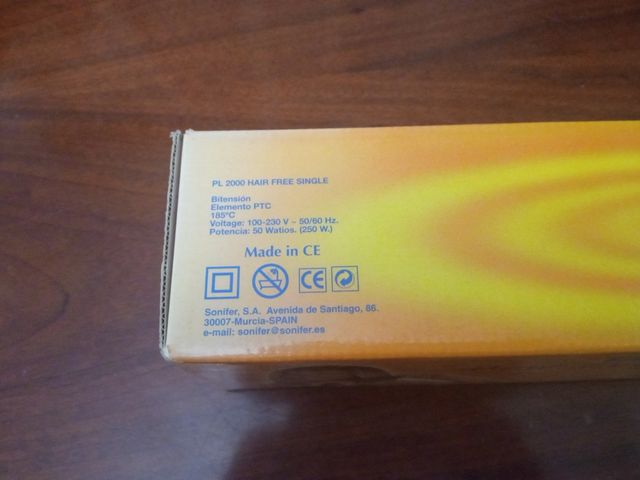 PL 2000 HAIR FREE SINGLE
Bitensión
Elemento PTC
185°C
Voltage: 100-230 V ~ 50/60 Hz.
Potencia: 50 Watios. (250 W.)
Made in CE
CE
Sonifer, S.A. Avenida de Santiago, 86.
30007-Murcia-SPAIN
e-mail: sonifer@sonifer.es